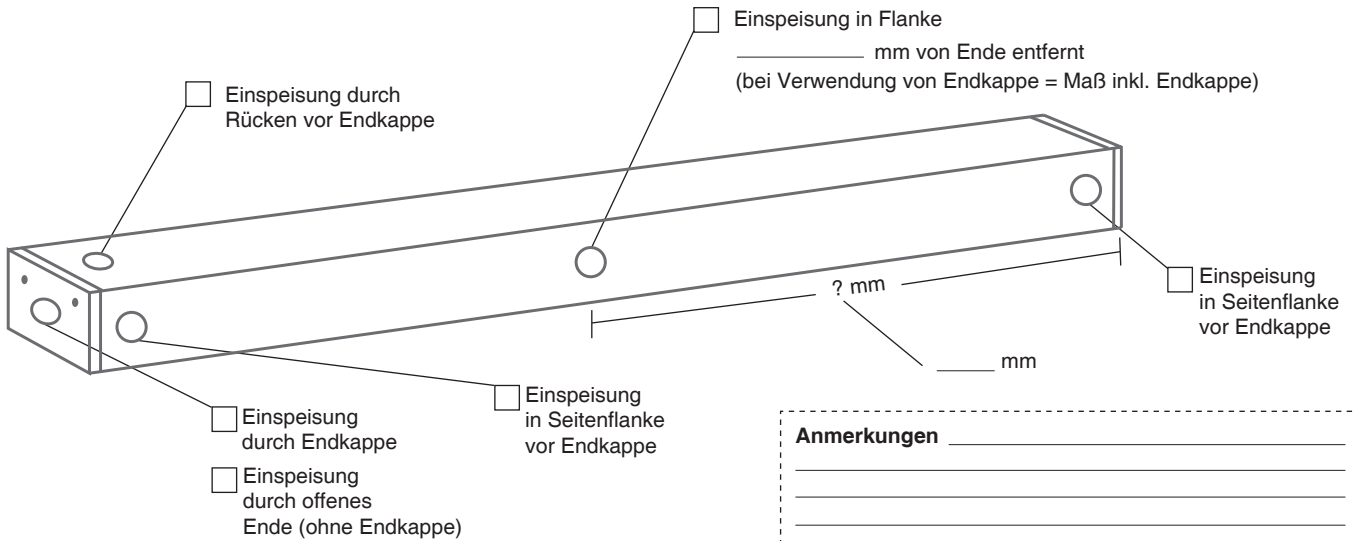 Einspeisung in Flanke
mm von Ende entfernt
(bei Verwendung von Endkappe = Maß inkl. Endkappe)
Einspeisung durch
Rücken vor Endkappe
? mm
Einspeisung
in Seitenflanke
vor Endkappe
mm
Einspeisung
durch Endkappe
Einspeisung
in Seitenflanke
vor Endkappe
Einspeisung
durch offenes
Ende (ohne Endkappe)
Anmerkungen